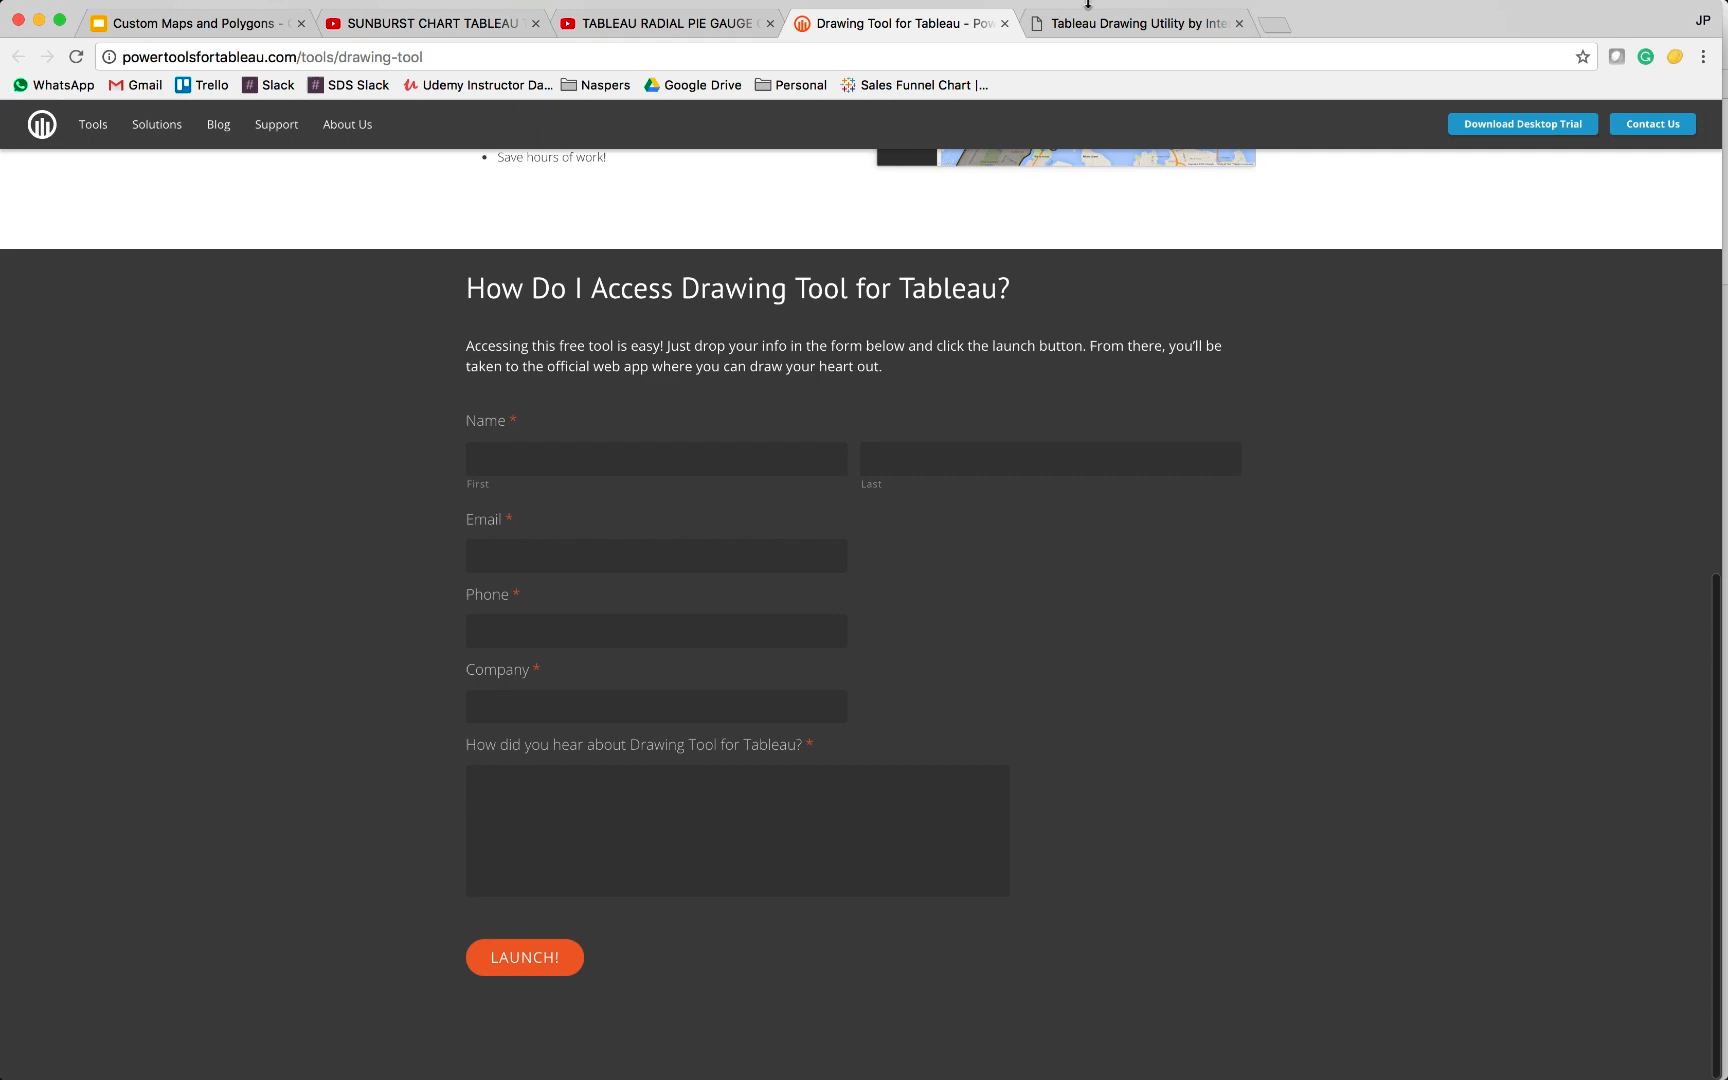 Custom Maps and Polygons -
SUNBURST CHART TABLEAU
TABLEAU RADIAL PIE GAUGE
Drawing Tool for Tableau - Pow
Tableau Drawing Utility by Inte
JP
powertoolsfortableau.com/tools/drawing-tool
WhatsApp
Gmail
Trello
Slack
SDS Slack
Udemy Instructor Da...
Naspers
Google Drive
Personal
Sales Funnel Chart |...
Tools
Solutions
Blog
Support
About Us
Download Desktop Trial
Contact Us
• Save hours of work!
How Do I Access Drawing Tool for Tableau?
Accessing this free tool is easy! Just drop your info in the form below and click the launch button. From there, you’ll be
taken to the official web app where you can draw your heart out.
Name *
First
Last
Email *
Phone *
Company *
How did you hear about Drawing Tool for Tableau? *
LAUNCH!